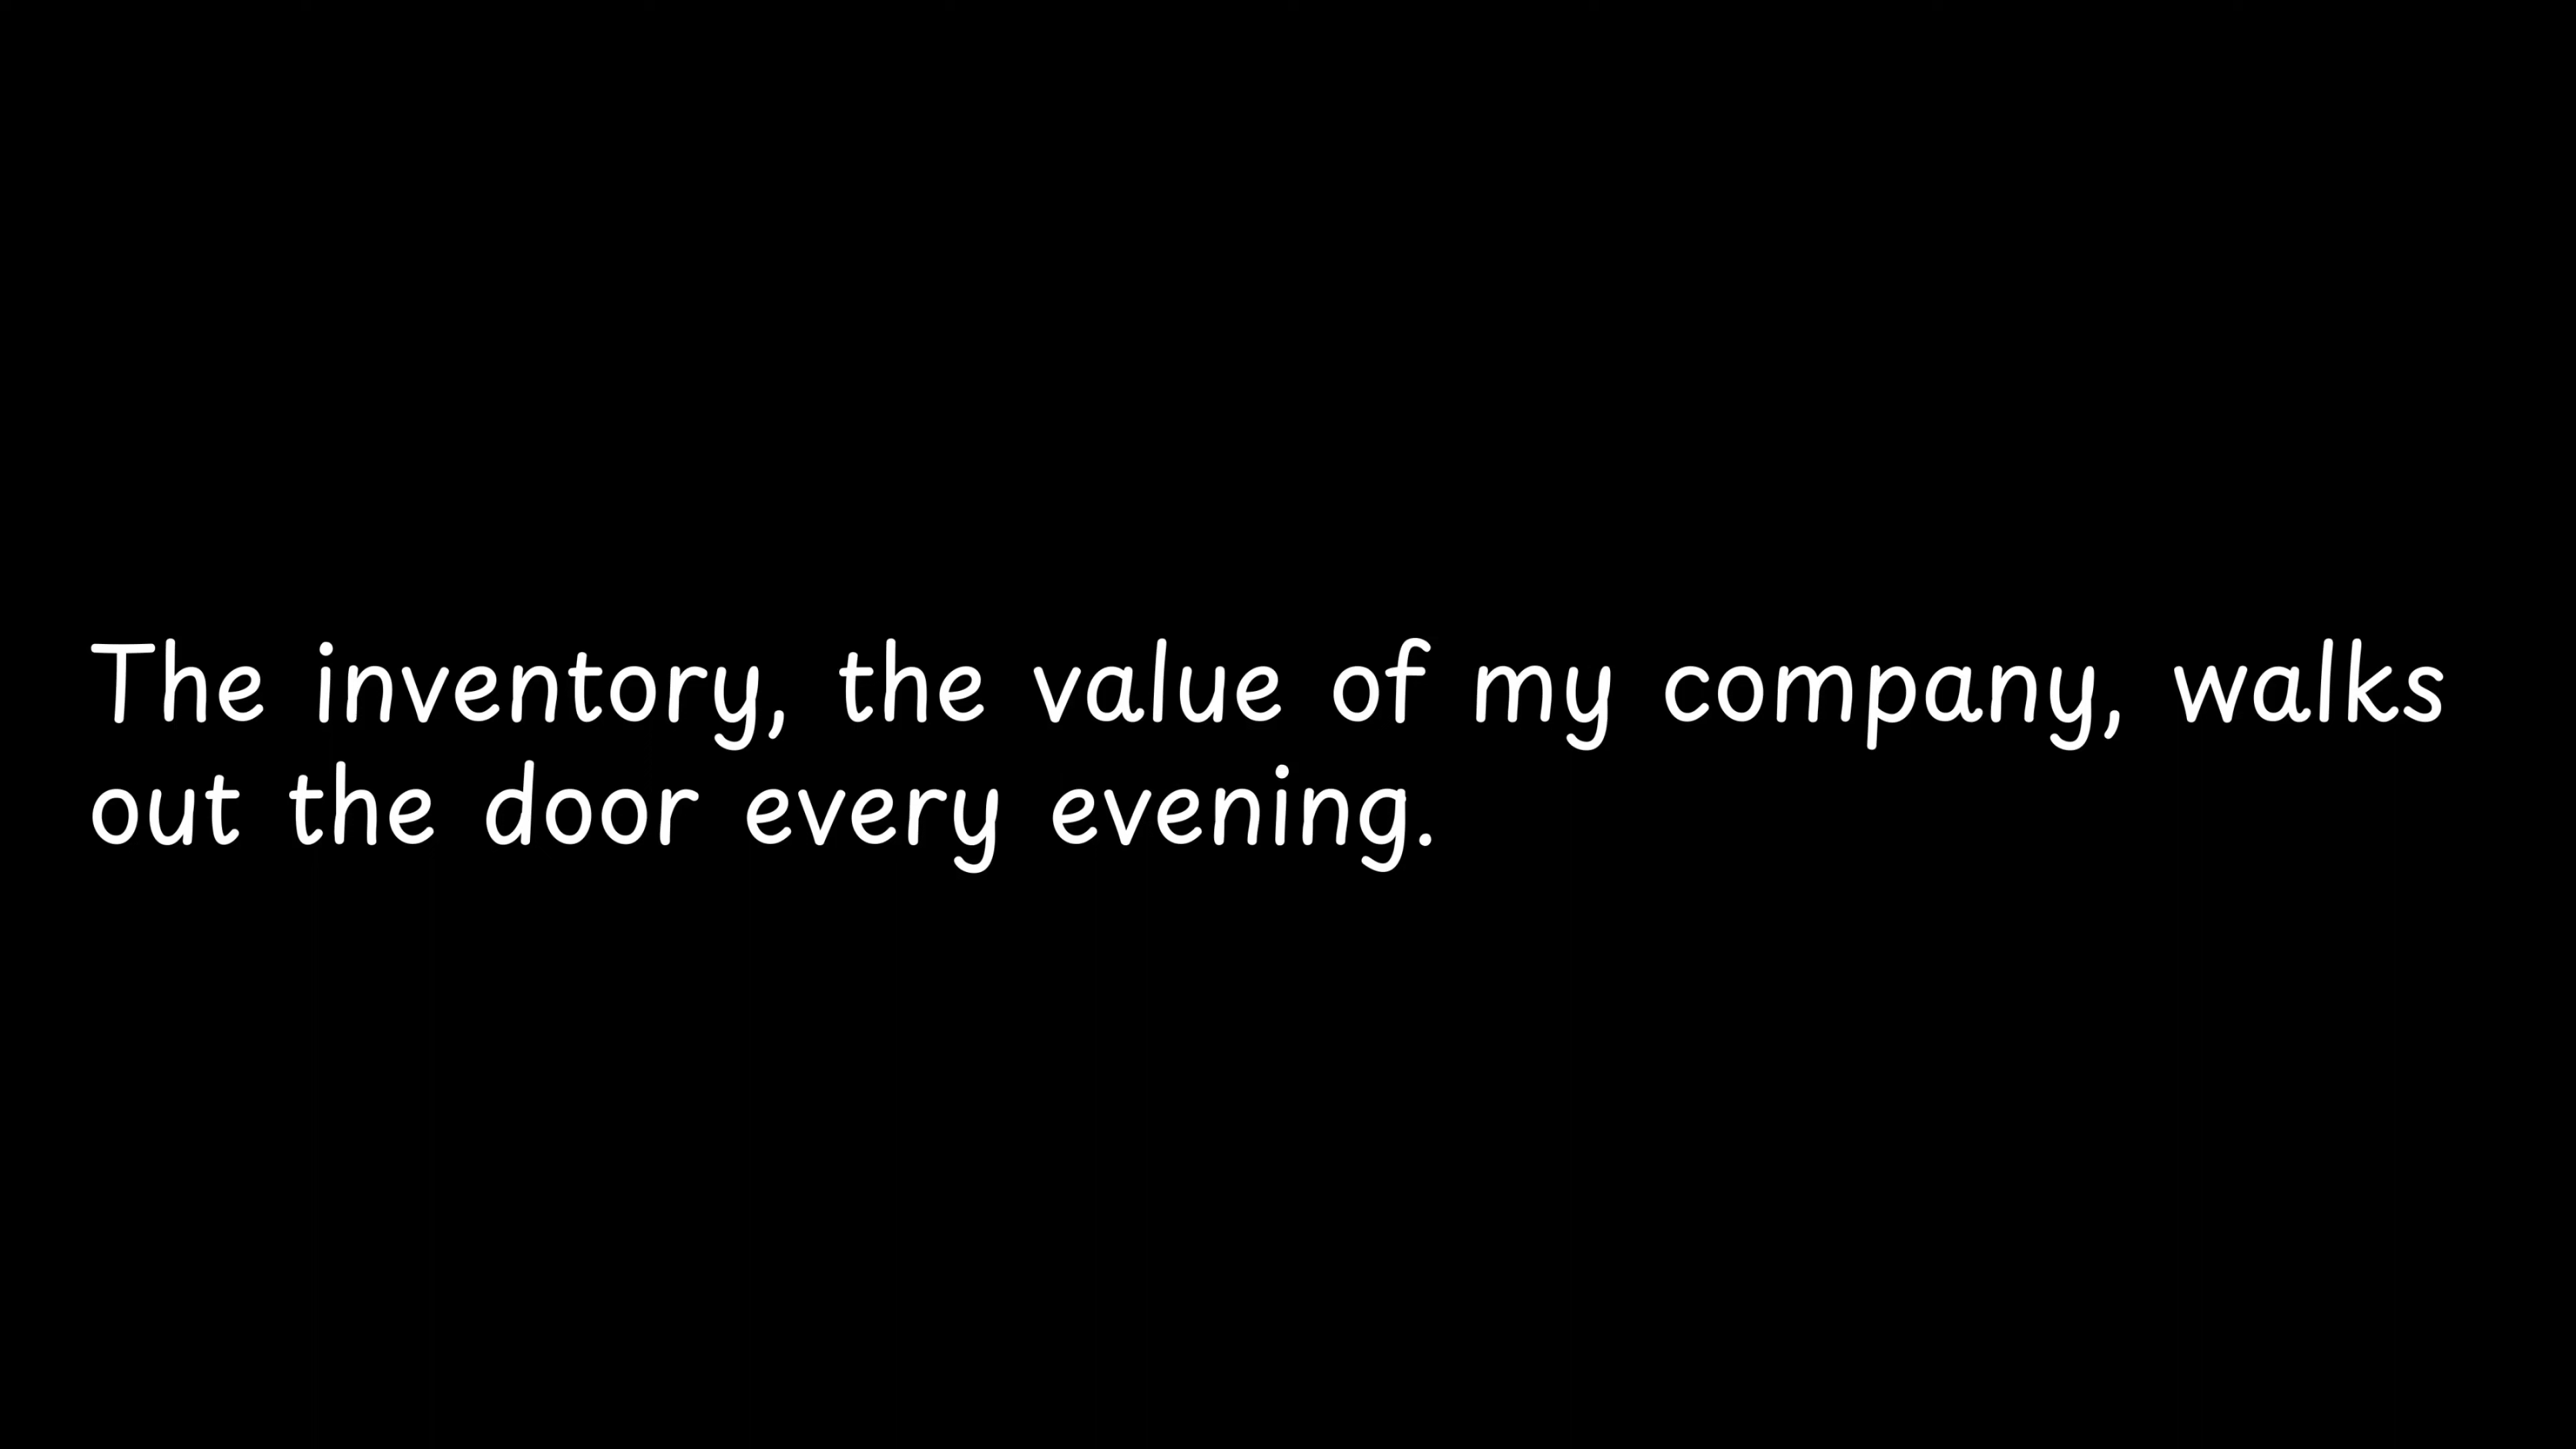 The inventory, the value of my company, walks
out the door every evening.